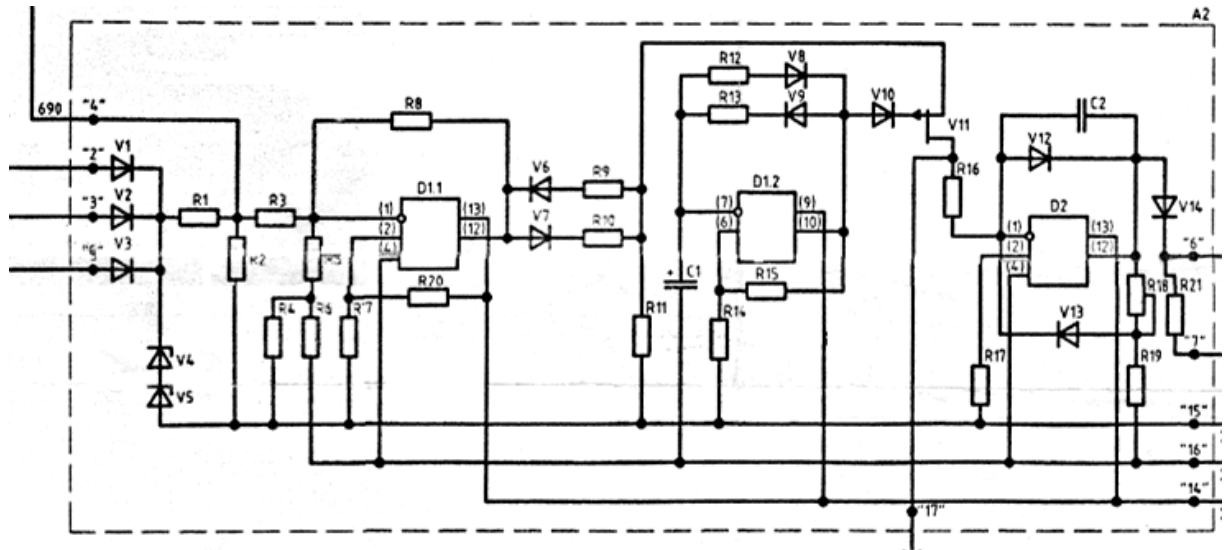 A2
R12
V8
690
"4"
R8
R13
V9
V10
C2
V11
"2"
V1
V12
R16
V6
R9
"3"
V2
R1
R3
D1.1
D1.2
D2
V14
(1)
(13)
(7)
(9)
(1)
(13)
V7
R10
(2)
(12)
(6)
(10)
(2)
(12)
"6"
V3
(4)
(4)
C1
+
R15
R20
R18
R21
R4
R6
R7
R11
R14
V13
V4
R17
R19
"7"
V5
"15"
"16"
"14"
"17"